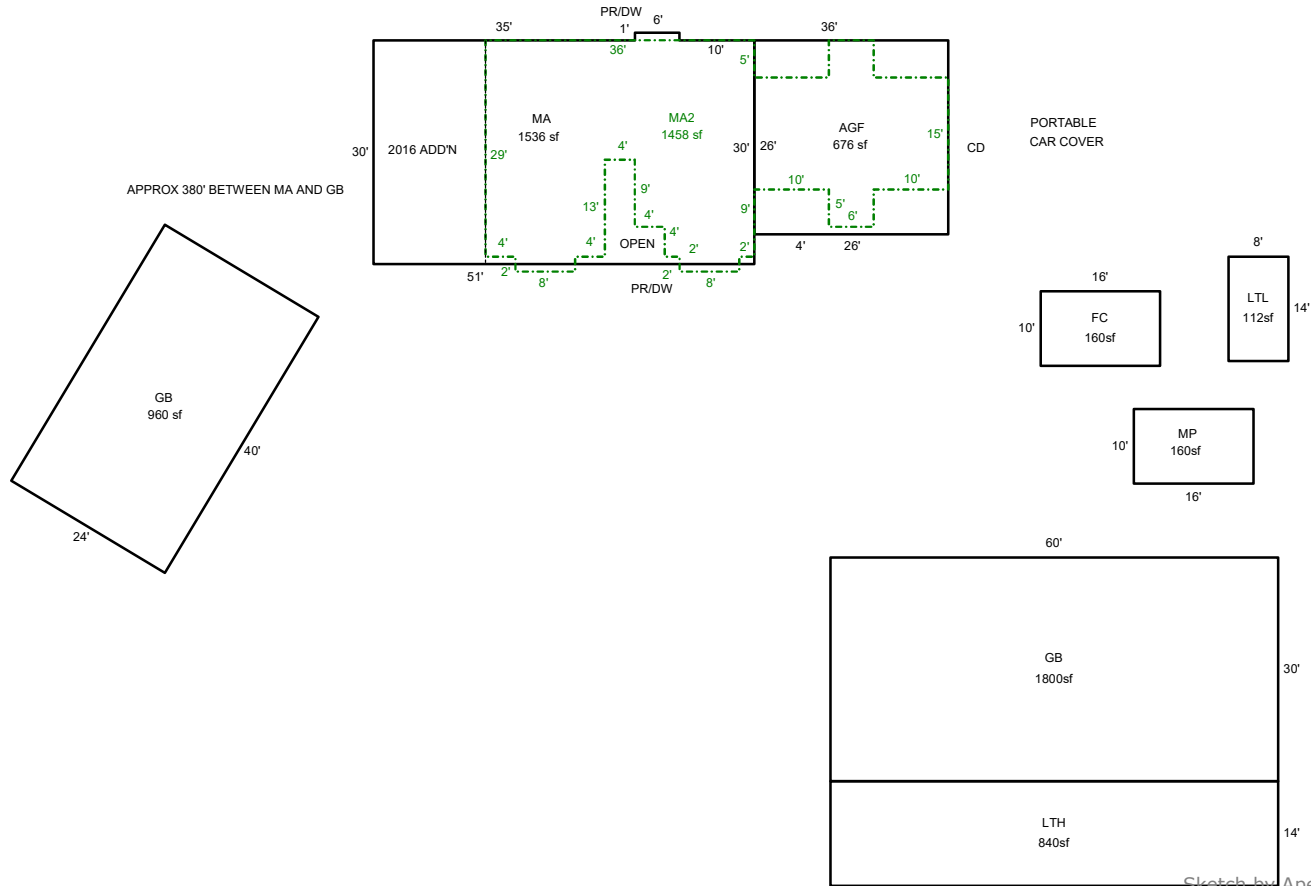 PR/DW
35'
1'
6'
36'
36'
10'
5'
MA
1536 sf
MA2
1458 sf
AGF
676 sf
15'
CD
PORTABLE
CAR COVER
30'
2016 ADD'N
29'
4'
30'
26'
APPROX 380' BETWEEN MA AND GB
9'
10'
10'
13'
4'
5'
6'
9'
4'
4'
4'
OPEN
2'
2'
4'
26'
51'
2'
8'
2'
8'
PR/DW
8'
16'
LTL
112sf
14'
10'
FC
160sf
GB
960 sf
40'
24'
10'
MP
160sf
16'
60'
GB
1800sf
30'
LTH
840sf
14'
Sketch by